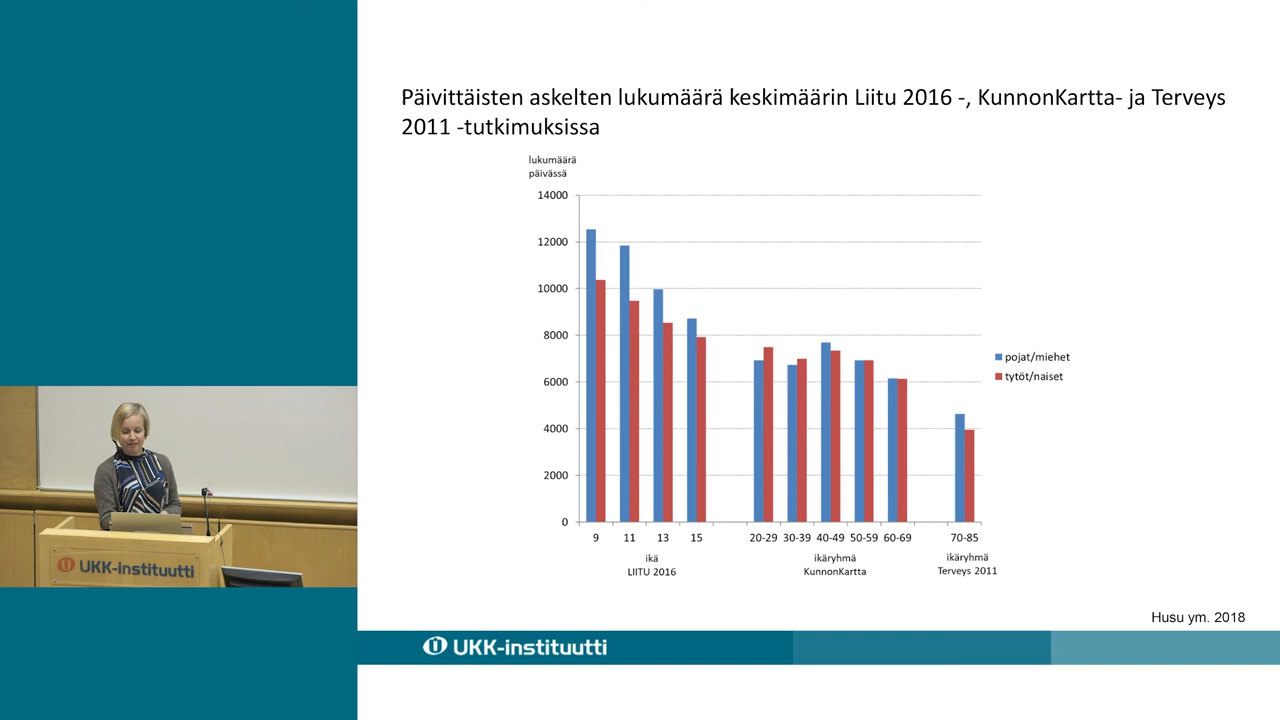 Päivittäisten askelten lukumäärä keskimäärin Liitu 2016 -, KunnonKartta- ja Terveys
2011 -tutkimuksissa
lukumäärä
päivässä
14000
12000
10000
8000
6000
4000
2000
0
9 11 13 15 20-29 30-39 40-49 50-59 60-69 70-85
ikä
LIITU 2016
ikäryhmä
KunnonKartta
ikäryhmä
Terveys 2011
pojat/miehet
tytöt/naiset
Husu ym. 2018
UKK-instituutti
UKK-instituutti